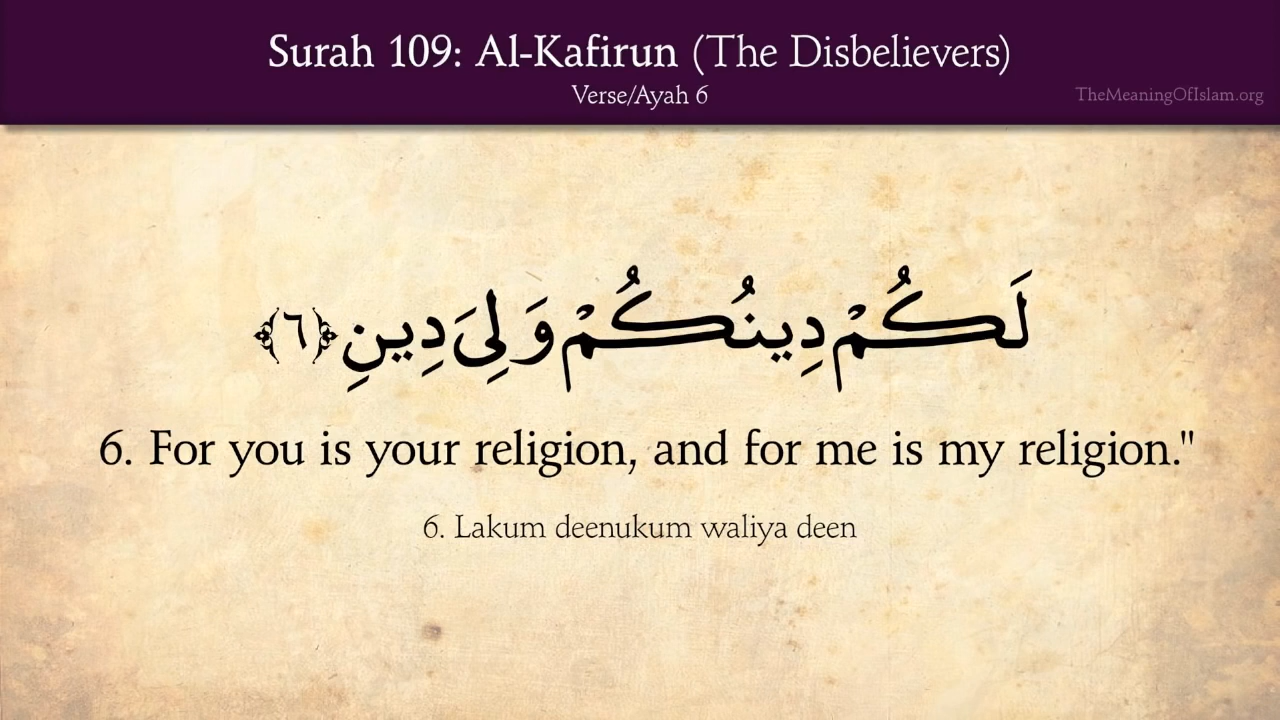 Surah 109: Al-Kafirun (The Disbelievers)
Verse/Ayah 6
TheMeaningOfIslam.org
لَكُمْ دِينُكُمْ وَلِىَ دِينِ ﴿٦﴾
6. For you is your religion, and for me is my religion."
6. Lakum deenukum waliya deen